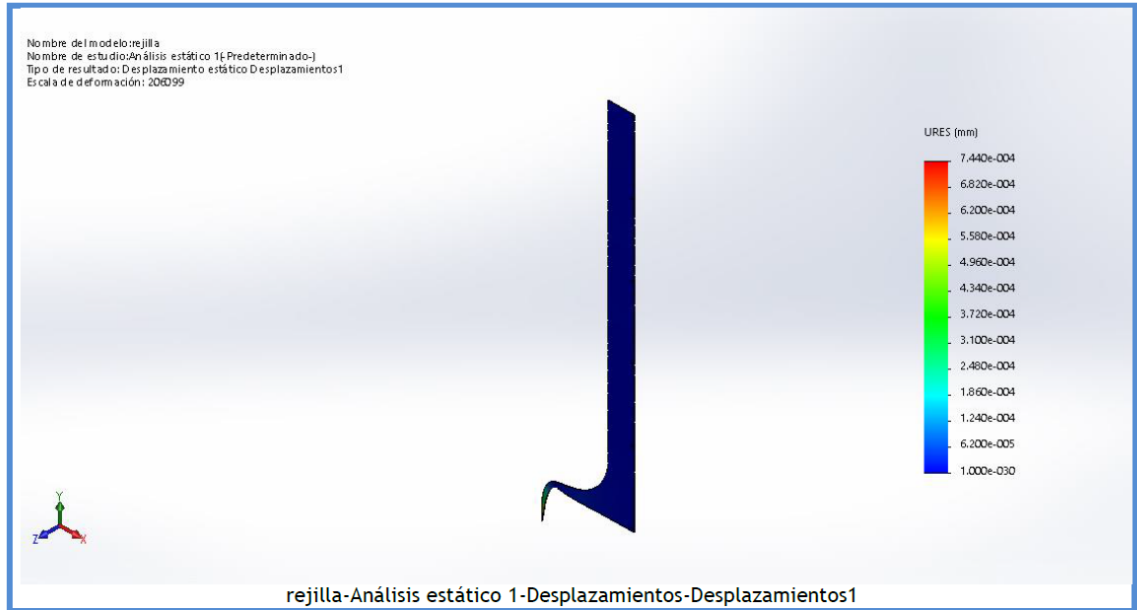 Nombre del modelo:rejilla
Nombre de estudio:Análisis estático 1(-Predeterminado-)
Tipo de resultado: Desplazamiento estático Desplazamientos1
Escala de deformación: 206099
URES (mm)
7.440e-004
6.820e-004
6.200e-004
5.580e-004
4.960e-004
4.340e-004
3.720e-004
3.100e-004
2.480e-004
1.860e-004
1.240e-004
6.200e-005
1.000e-030
Y
Z
X
rejilla-Análisis estático 1-Desplazamientos-Desplazamientos1